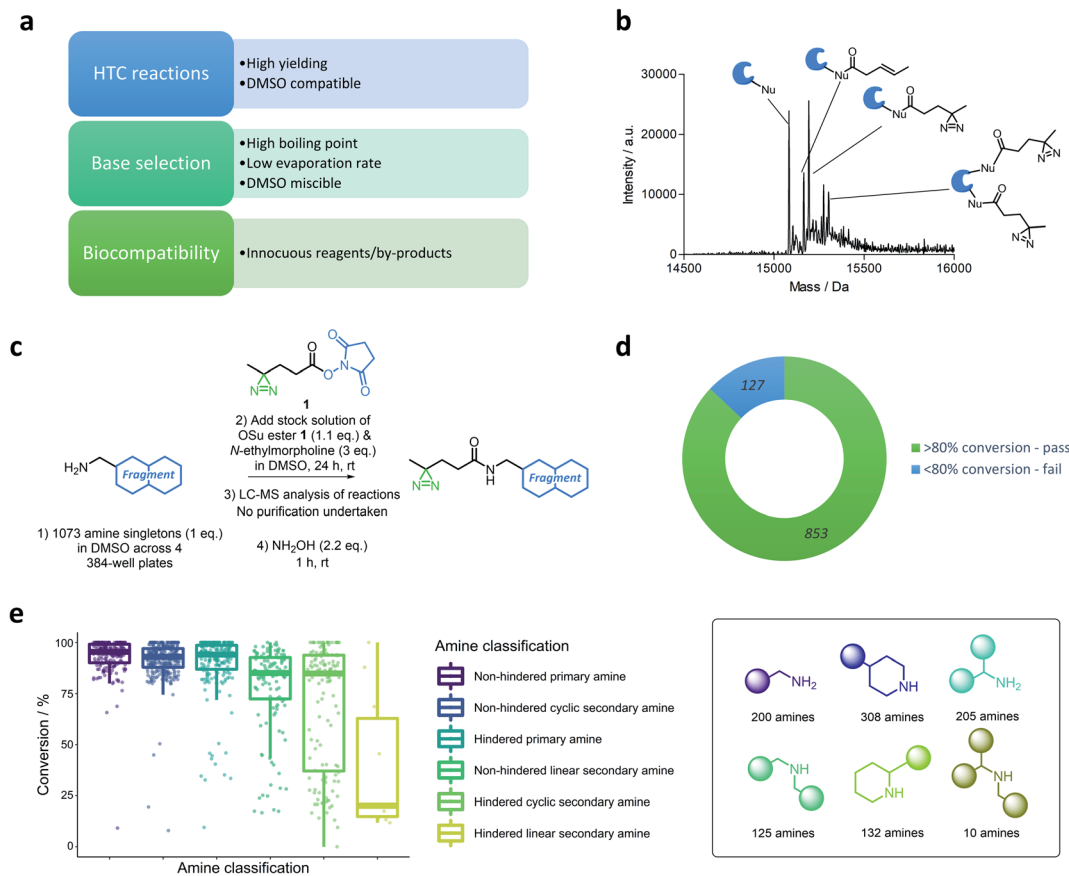 a
HTC reactions
•High yielding
•DMSO compatible
Base selection
•High boiling point
•Low evaporation rate
•DMSO miscible
Biocompatibility
•Innocuous reagents/by-products
b
Intensity / a.u.
30000
20000
10000
0
14500
15000
15500
16000
Mass / Da
Nu
O
Nu
O
Nu
N=N
O
Nu
N=N
Nu
O
N=N
c
O
O
N
O
O
N=N
1
2) Add stock solution of
OSu ester 1 (1.1 eq.) &
N-ethylmorpholine (3 eq.)
in DMSO, 24 h, rt
3) LC-MS analysis of reactions
No purification undertaken
4) NH2OH (2.2 eq.)
1 h, rt
H2N
Fragment
1) 1073 amine singletons (1 eq.)
in DMSO across 4
384-well plates
O
N
H
N=N
Fragment
d
127
853
>80% conversion - pass
<80% conversion - fail
e
Conversion / %
100
75
50
25
0
Amine classification
Amine classification
Non-hindered primary amine
Non-hindered cyclic secondary amine
Hindered primary amine
Non-hindered linear secondary amine
Hindered cyclic secondary amine
Hindered linear secondary amine
NH2
200 amines
NH
308 amines
NH2
205 amines
NH
125 amines
NH
132 amines
NH
10 amines